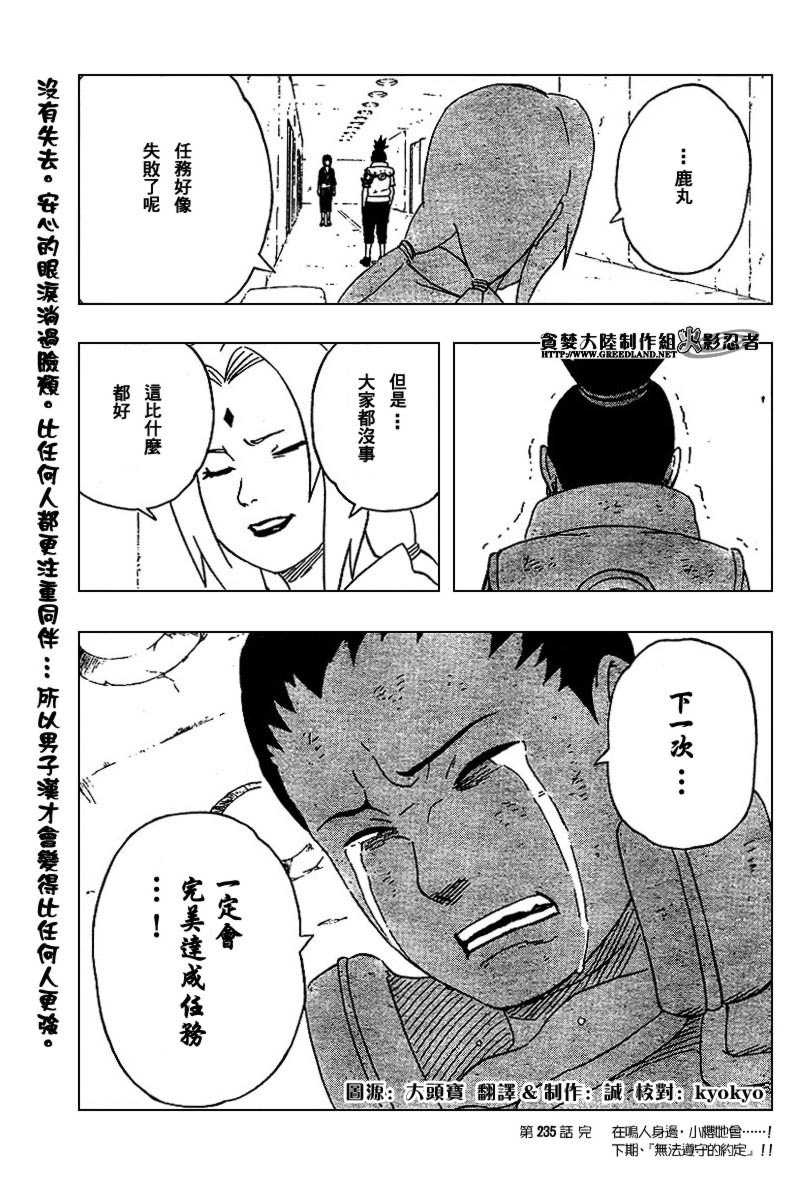 …鹿丸
任務好像
失敗了呢
貪婪大陸制作組火影忍者
HTTP://WWW.GREEDLAND.NET
但是…
大家都沒事
這比什麼
都好
下一次…
一定會
完美達成任務
…！
沒有失去。安心的眼淚淌過臉頰。比任何人都更注重同伴…所以男子漢才會變得比任何人更強。
圖源: 大頭寶 翻譯&制作: 誠 校對: kyokyo
第235話 完
在鳴人身邊，小櫻她會……！
下期、『無法遵守的約定』！！